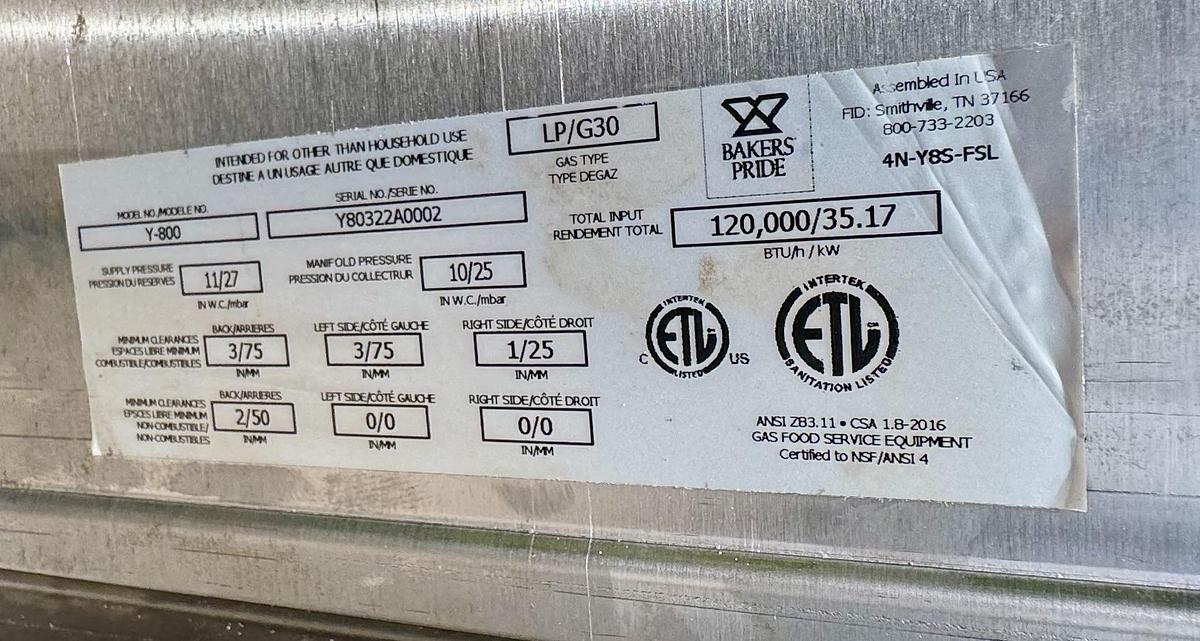 INTENDED FOR OTHER THAN HOUSEHOLD USE
DESTINE A UN USAGE AUTRE QUE DOMESTIQUE
LP/G30
GAS TYPE
TYPE DEGAZ
BAKERS
PRIDE
Assembled In USA
FID: Smithville, TN 37166
800-733-2203
4N-Y8S-FSL
MODEL NO./MODELE NO.
Y-800
SERIAL NO./SERIE NO.
Y80322A0002
TOTAL INPUT
RENDEMENT TOTAL
120,000/35.17
BTU/h / kW
SUPPLY PRESSURE
PRESSION DU RESERVES
11/27
IN W.C./mbar
MANIFOLD PRESSURE
PRESSION DU COLLECTRUR
10/25
IN W.C./mbar
MINIMUM CLEARANCES
ESPACES LIBRE MINIMUM
COMBUSTIBLE/COMBUSTIBLES
BACK/ARRIERES
3/75
IN/MM
LEFT SIDE/CÔTÉ GAUCHE
3/75
IN/MM
RIGHT SIDE/CÔTÉ DROIT
1/25
IN/MM
MINIMUM CLEARANCES
EPSCES LIBRE MINIMUM
NON-COMBUSTIBLE/
NON-COMBUSTIBLES
BACK/ARRIERES
2/50
IN/MM
LEFT SIDE/CÔTÉ GAUCHE
0/0
IN/MM
RIGHT SIDE/CÔTÉ DROIT
0/0
IN/MM
INTERTEK
C ETL US
LISTED
INTERTEK
ETL
SANITATION LISTED
ANSI Z83.11 • CSA 1.8-2016
GAS FOOD SERVICE EQUIPMENT
Certified to NSF/ANSI 4